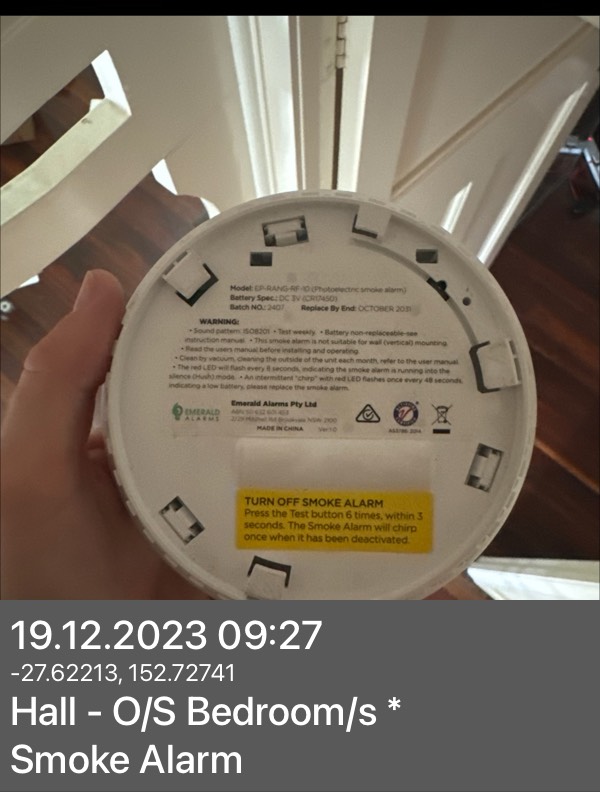 Model: EP-RANG-RF-10 (Photoelectric smoke alarm)
Battery Spec.: DC 3V (CR17450)
Batch NO.: 2407 Replace By End: OCTOBER 2031
WARNING:
• Sound pattern: ISO8201 • Test weekly. • Battery non-replaceable-see
instruction manual. • This smoke alarm is not suitable for wall (vertical) mounting.
• Read the users manual before installing and operating.
• Clean by vacuum, cleaning the outside of the unit each month, refer to the user manual.
• The red LED will flash every 8 seconds, indicating the smoke alarm is running into the
silence (Hush) mode. • An intermittent "chirp" with red LED flashes once every 48 seconds,
indicating a low battery, please replace the smoke alarm.
EMERALD
ALARMS
Emerald Alarms Pty Ltd
MADE IN CHINA
TURN OFF SMOKE ALARM
Press the Test button 6 times, within 3
seconds. The Smoke Alarm will chirp
once when it has been deactivated.
19.12.2023 09:27
-27.62213, 152.72741
Hall - O/S Bedroom/s *
Smoke Alarm